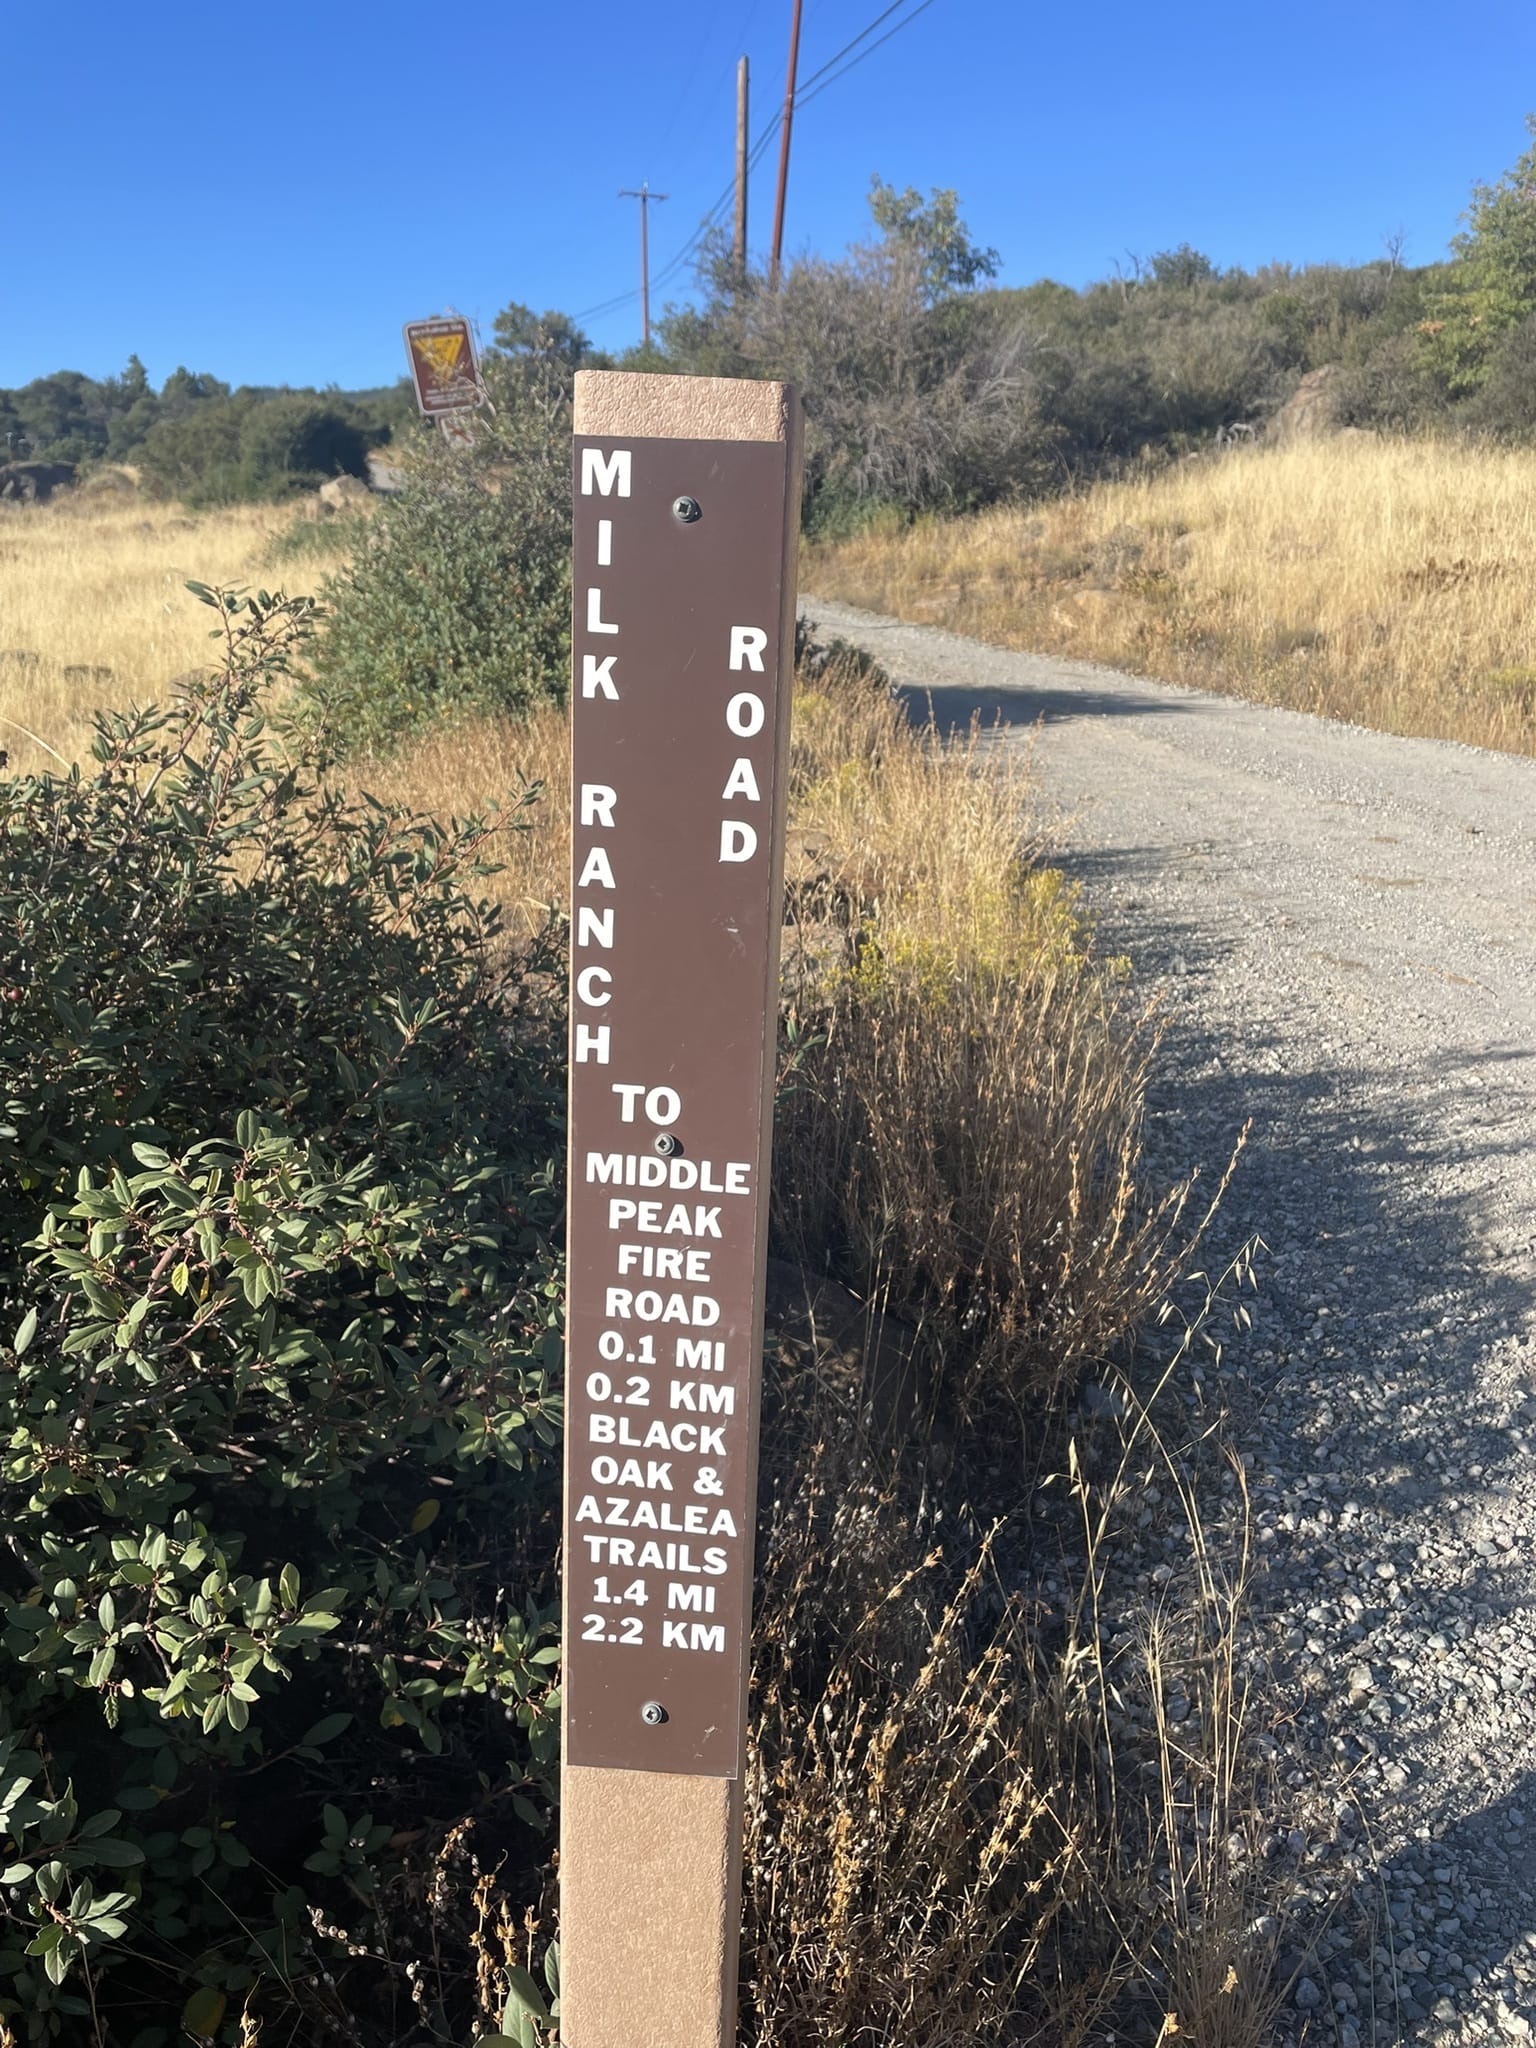 MILK RANCH
ROAD
TO
MIDDLE
PEAK
FIRE
ROAD
0.1 MI
0.2 KM
BLACK
OAK &
AZALEA
TRAILS
1.4 MI
2.2 KM